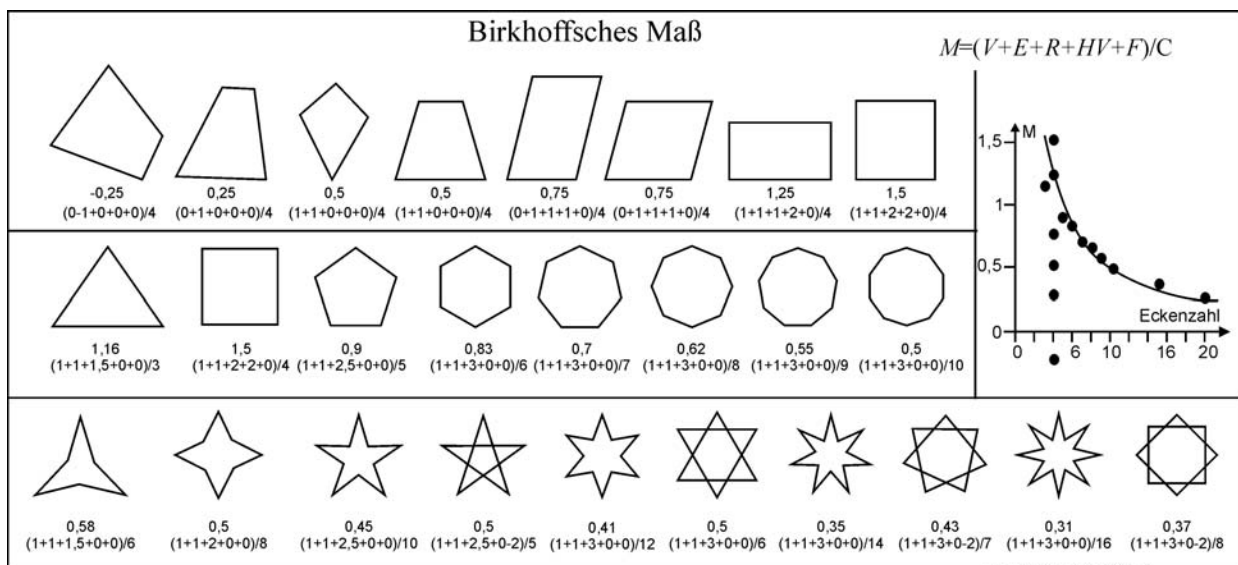 Birkhoffsches Maß
M=(V+E+R+HV+F)/C
-0,25 0,25 0,5 0,5 0,75 0,75 1,25 1,5
(0-1+0+0+0)/4 (0+1+0+0+0)/4 (1+1+0+0+0)/4 (1+1+0+0+0)/4 (0+1+1+1+0)/4 (0+1+1+1+0)/4 (1+1+1+2+0)/4 (1+1+2+2+0)/4
1,16 1,5 0,9 0,83 0,7 0,62 0,55 0,5
(1+1+1,5+0+0)/3 (1+1+2+2+0)/4 (1+1+2,5+0+0)/5 (1+1+3+0+0)/6 (1+1+3+0+0)/7 (1+1+3+0+0)/8 (1+1+3+0+0)/9 (1+1+3+0+0)/10
M
1,5
1
0,5
Eckenzahl
0
0 6 10 16 20
0,58 0,5 0,45 0,5 0,41 0,5 0,35 0,43 0,31 0,37
(1+1+1,5+0+0)/6 (1+1+2+0+0)/8 (1+1+2,5+0+0)/10 (1+1+2,5+0-2)/5 (1+1+3+0+0)/12 (1+1+3+0+0)/6 (1+1+3+0+0)/14 (1+1+3+0-2)/7 (1+1+3+0+0)/16 (1+1+3+0-2)/8